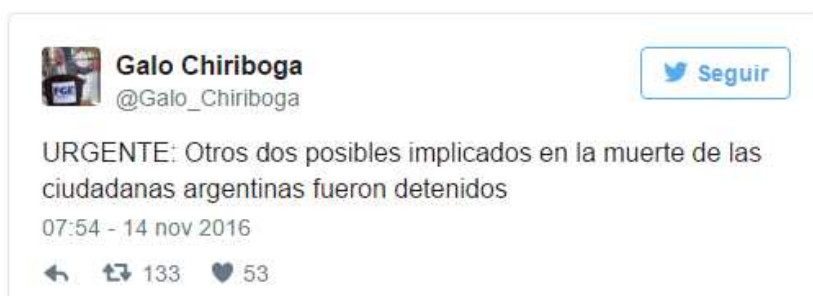 Galo Chiriboga
@Galo_Chiriboga
Seguir
FGE
URGENTE: Otros dos posibles implicados en la muerte de las
ciudadanas argentinas fueron detenidos
07:54 - 14 nov 2016
133 53